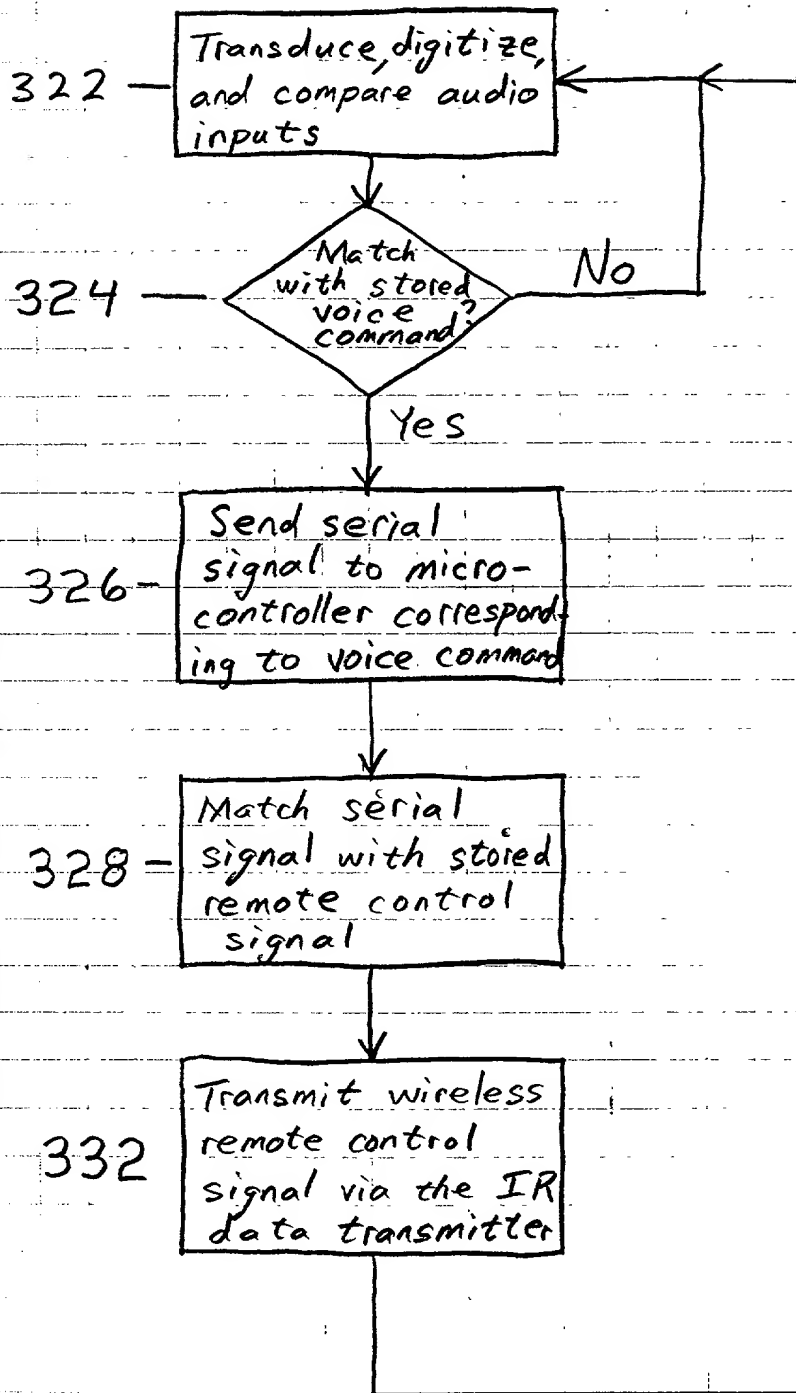 322 — Transduce, digitize,
and compare audio
inputs
324 — Match
with stored
voice
command?
No
Yes
326 - Send serial
signal to micro-
controller correspond-
ing to voice command
328 - Match serial
signal with stored
remote control
signal
332 Transmit wireless
remote control
signal via the IR
data transmitter